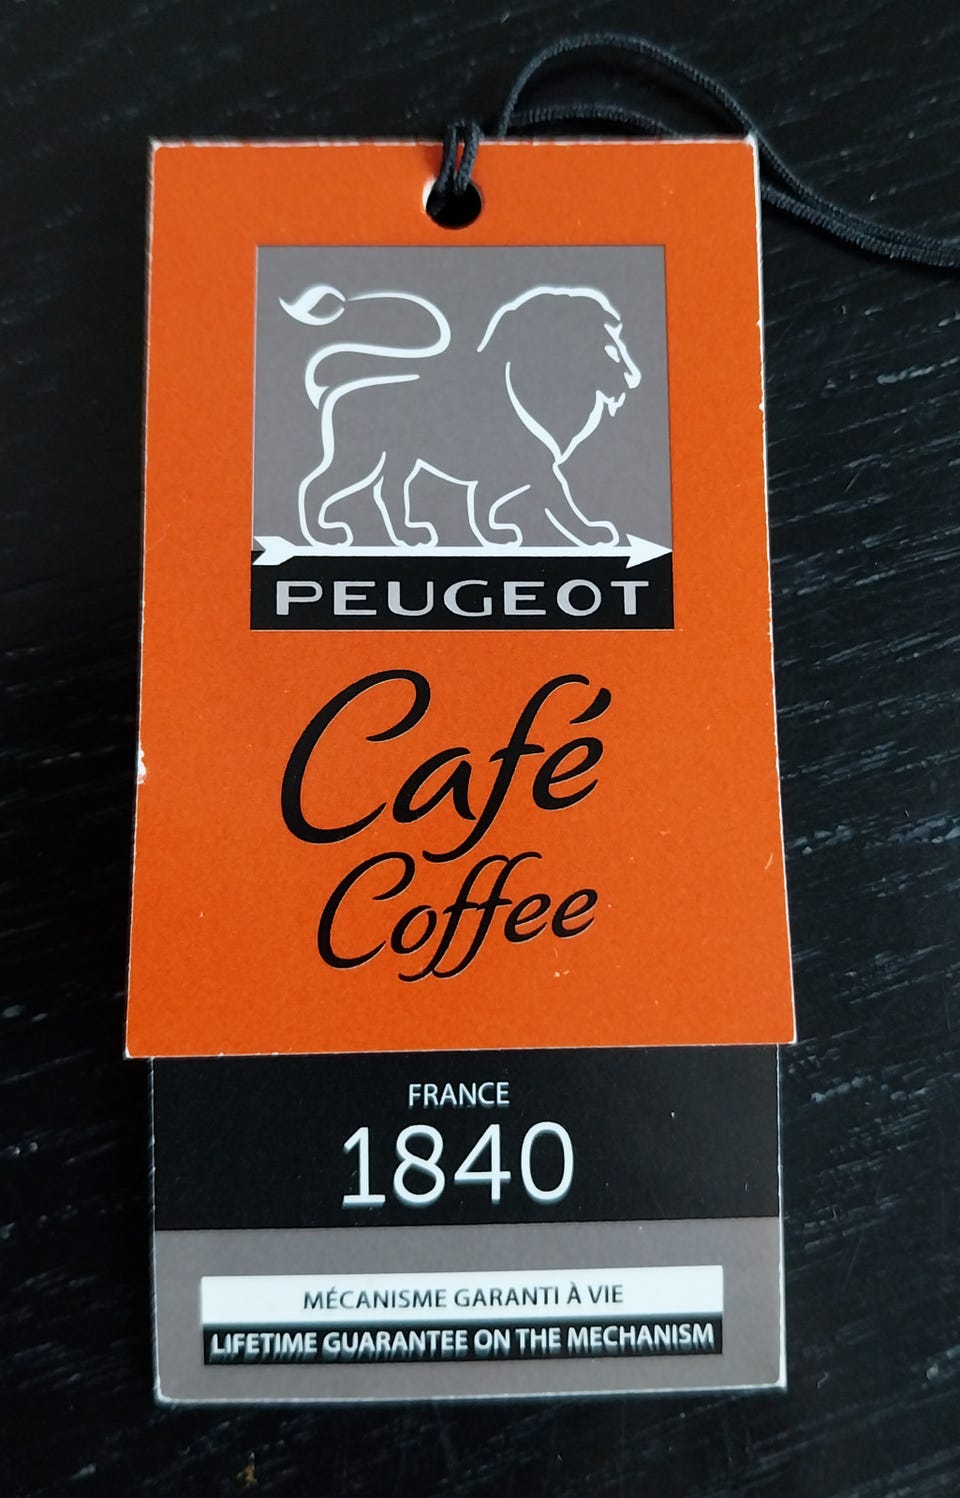 PEUGEOT
Café
Coffee
FRANCE
1840
MÉCANISME GARANTI À VIE
LIFETIME GUARANTEE ON THE MECHANISM